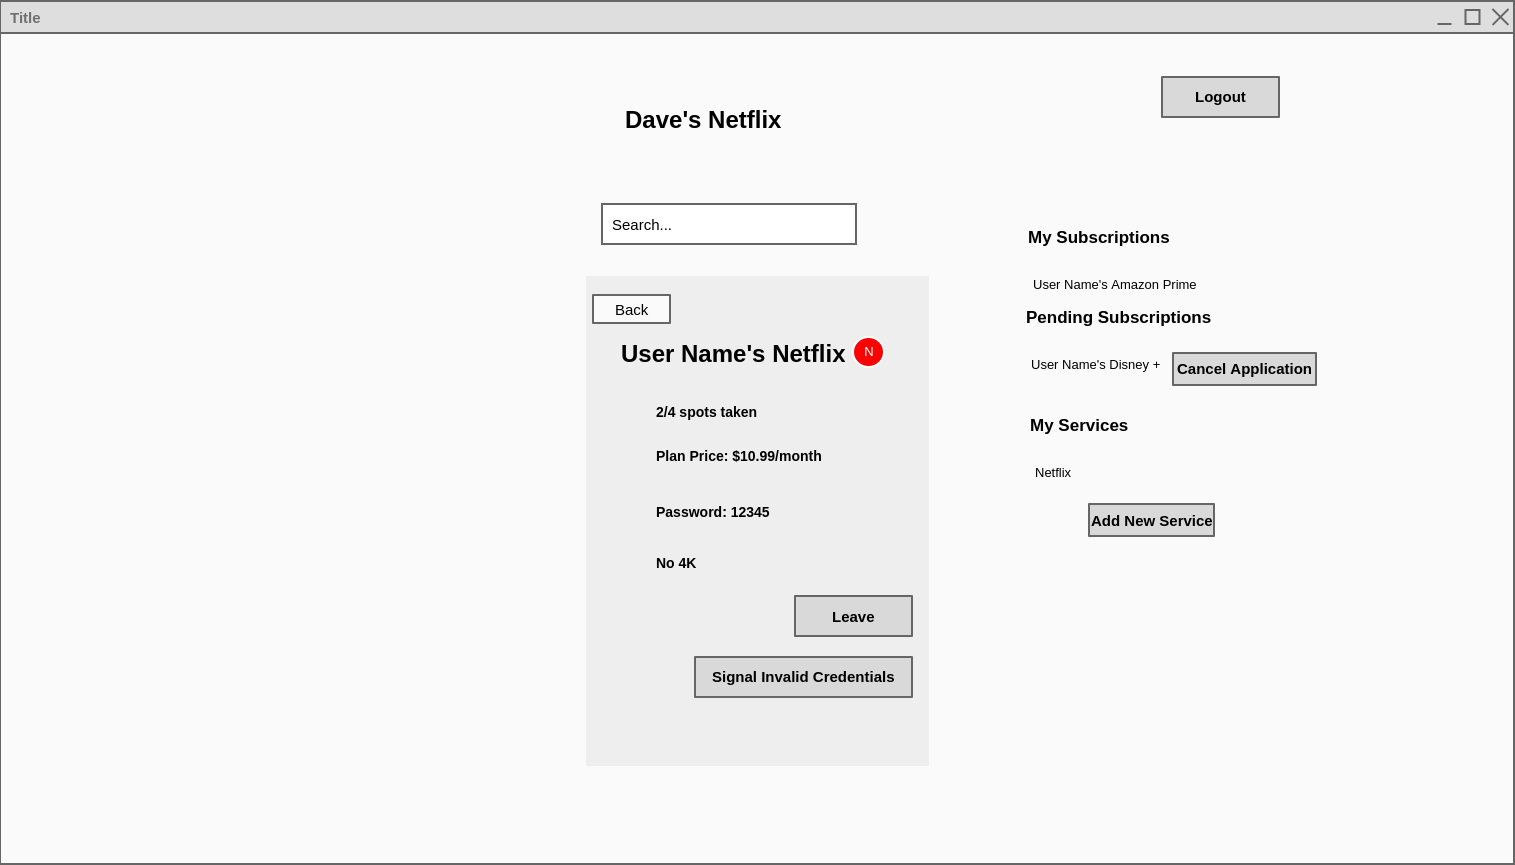 Title
Logout
Dave's Netflix
Search...
Back
User Name's Netflix
N
2/4 spots taken
Plan Price: $10.99/month
Password: 12345
No 4K
Leave
Signal Invalid Credentials
My Subscriptions
User Name's Amazon Prime
Pending Subscriptions
User Name's Disney +
Cancel Application
My Services
Netflix
Add New Service